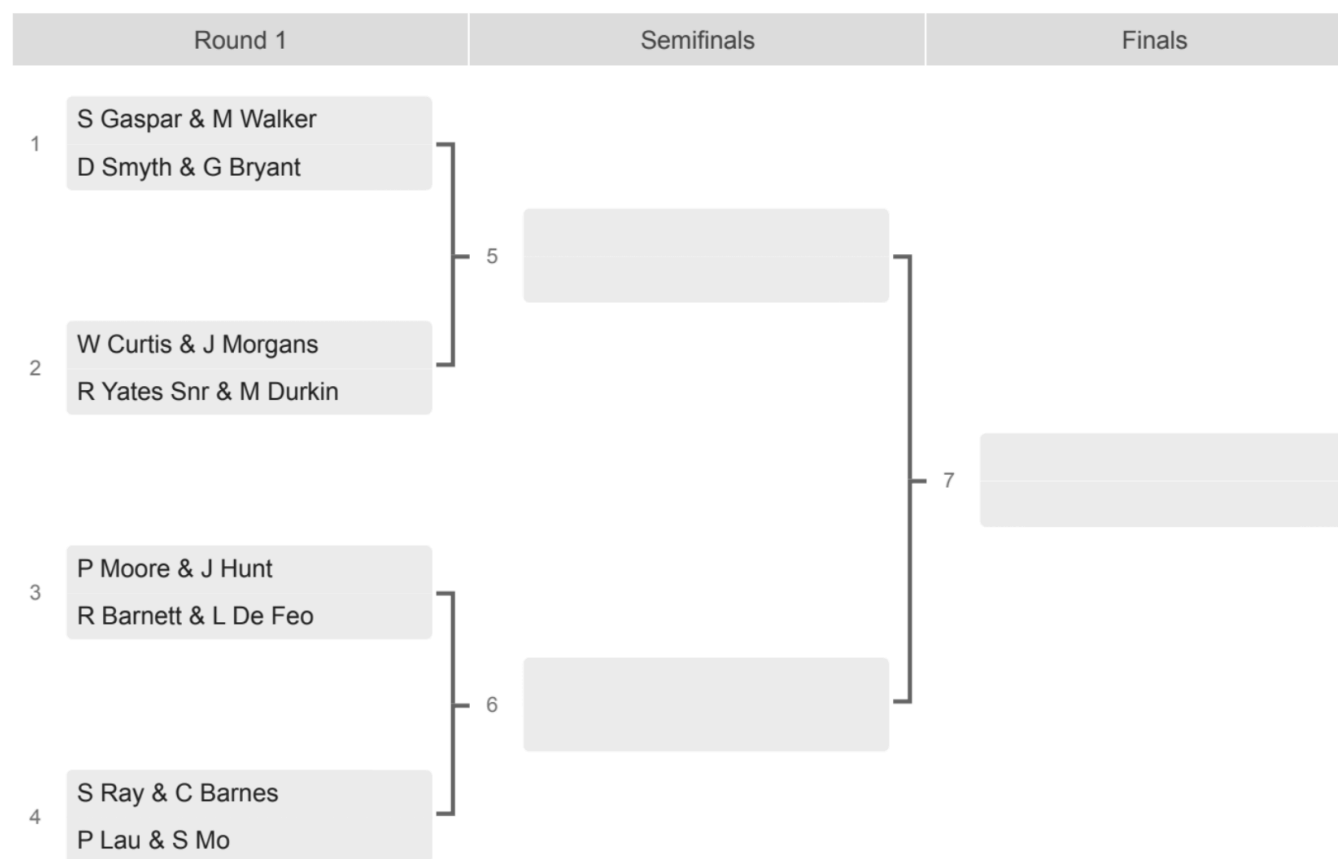 Round 1
Semifinals
Finals
1
S Gaspar & M Walker
D Smyth & G Bryant
5
2
W Curtis & J Morgans
R Yates Snr & M Durkin
7
3
P Moore & J Hunt
R Barnett & L De Feo
6
4
S Ray & C Barnes
P Lau & S Mo